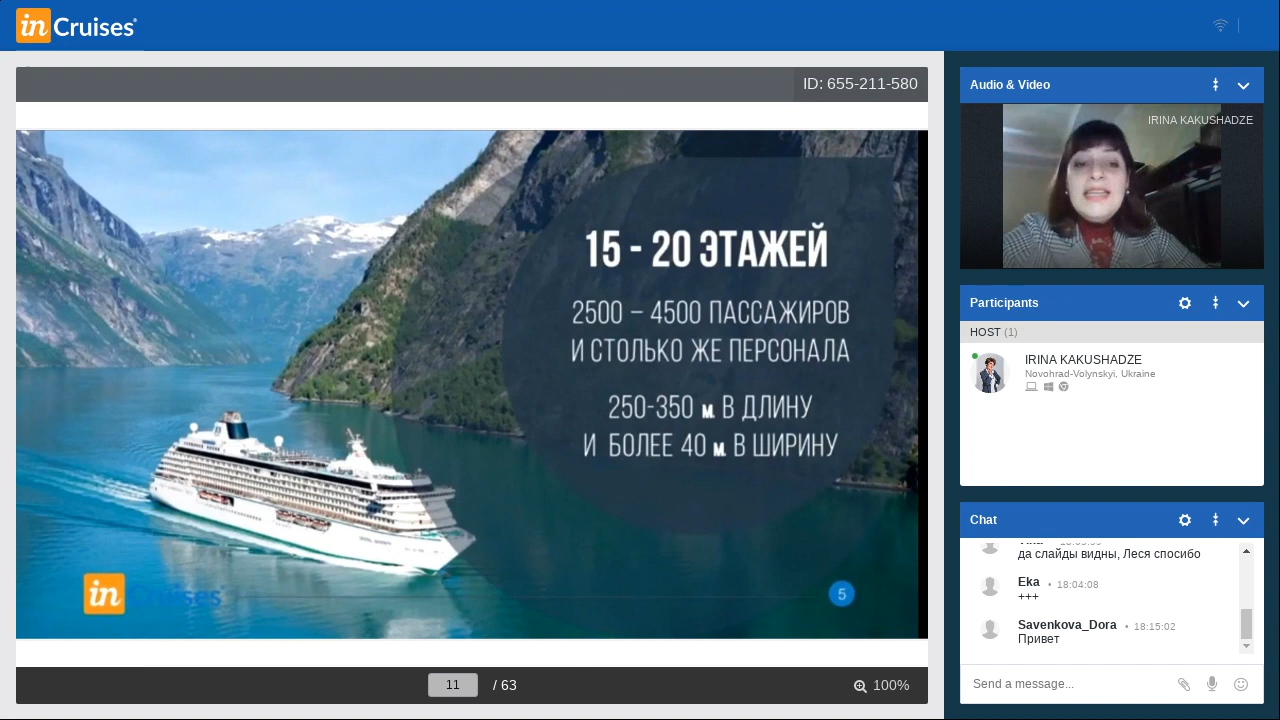 in Cruises
ID: 655-211-580
15 - 20 ЭТАЖЕЙ
2500 – 4500 ПАССАЖИРОВ
И СТОЛЬКО ЖЕ ПЕРСОНАЛА
250-350 м. В ДЛИНУ
И БОЛЕЕ 40 м. В ШИРИНУ
in Cruises
5
11 / 63
100%
Audio & Video
IRINA KAKUSHADZE
Participants
HOST (1)
IRINA KAKUSHADZE
Novohrad-Volynskyi, Ukraine
Chat
да слайды видны, Леся спосибо
Eka • 18:04:08
+++
Savenkova_Dora • 18:15:02
Привет
Send a message...